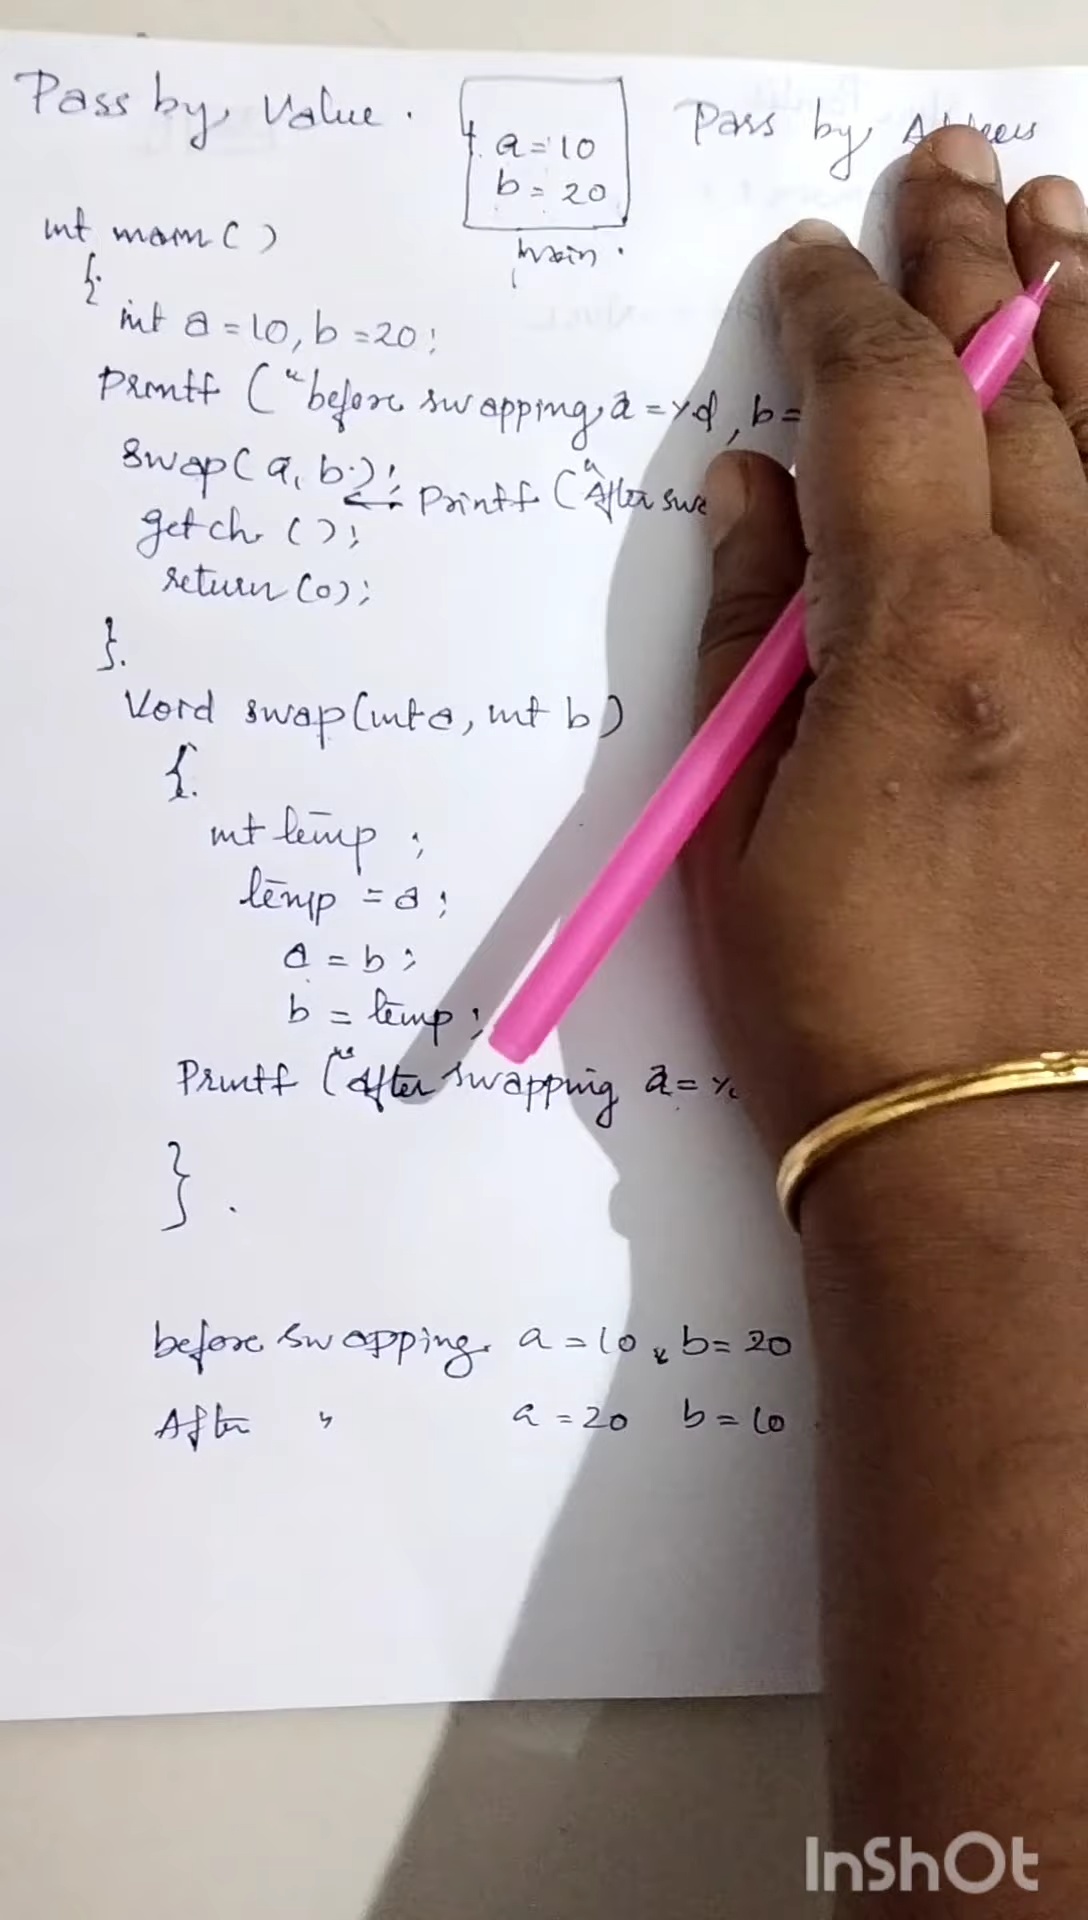 Pass by Value.
a = 10
b = 20
main.
Pass by Address
int main ( )
{
int a = 10, b = 20;
Printf ("before swapping a = %d, b =
swap( a, b );
← Printf ("After swa
getch ( );
return (0);
}.
Void swap(int a, int b)
{
int temp ;
temp = a ;
a = b ;
b = temp ;
Printf ("After swapping a = %
}
before swapping a = 10, b = 20
After " a = 20 b = 10
InShOt